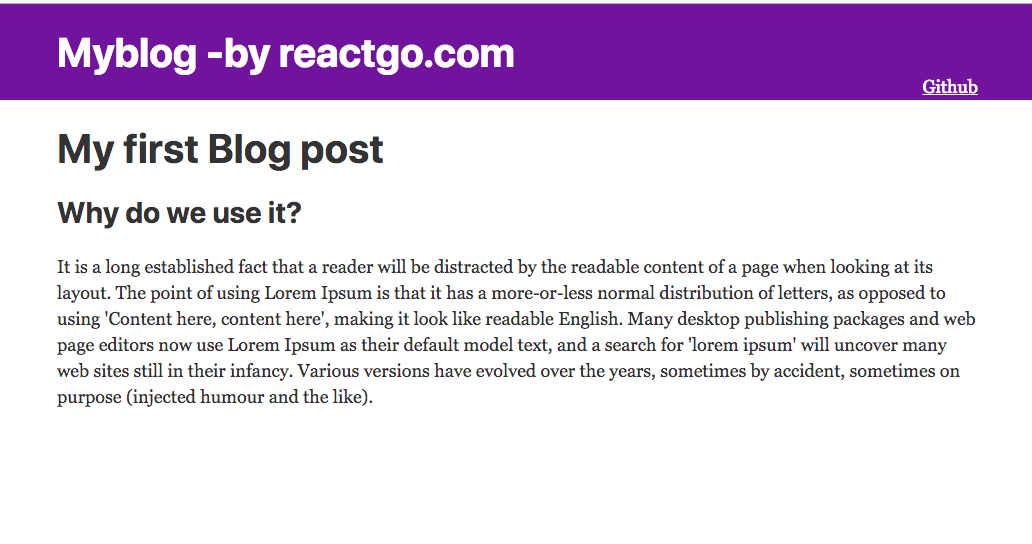 Myblog -by reactgo.com
Github
My first Blog post
Why do we use it?
It is a long established fact that a reader will be distracted by the readable content of a page when looking at its
layout. The point of using Lorem Ipsum is that it has a more-or-less normal distribution of letters, as opposed to
using 'Content here, content here', making it look like readable English. Many desktop publishing packages and web
page editors now use Lorem Ipsum as their default model text, and a search for 'lorem ipsum' will uncover many
web sites still in their infancy. Various versions have evolved over the years, sometimes by accident, sometimes on
purpose (injected humour and the like).